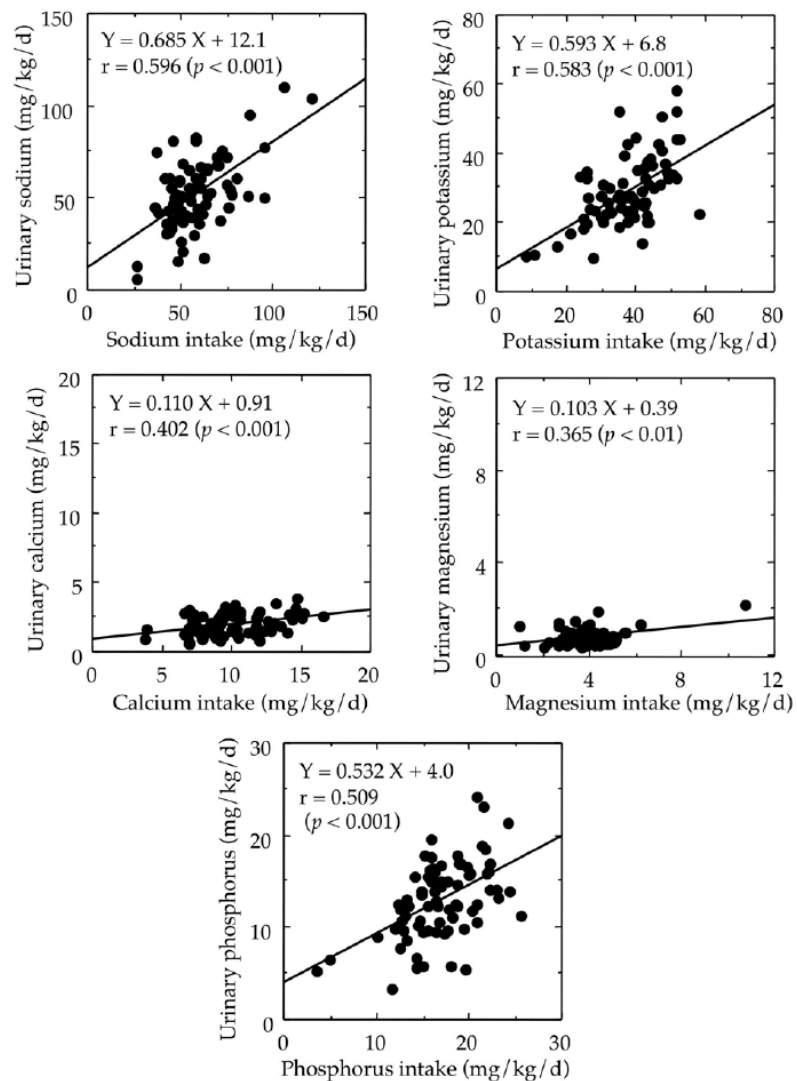 Y = 0.685 X + 12.1
r = 0.596 (p < 0.001)
Urinary sodium (mg/kg/d)
150
100
50
0
0
50
100
150
Sodium intake (mg/kg/d)
Y = 0.593 X + 6.8
r = 0.583 (p < 0.001)
Urinary potassium (mg/kg/d)
80
60
40
20
0
0
20
40
60
80
Potassium intake (mg/kg/d)
Y = 0.110 X + 0.91
r = 0.402 (p < 0.001)
Urinary calcium (mg/kg/d)
20
15
10
5
0
0
5
10
15
20
Calcium intake (mg/kg/d)
Y = 0.103 X + 0.39
r = 0.365 (p < 0.01)
Urinary magnesium (mg/kg/d)
12
8
4
2
0
0
4
8
12
Magnesium intake (mg/kg/d)
Y = 0.532 X + 4.0
r = 0.509
(p < 0.001)
Urinary phosphorus (mg/kg/d)
30
20
10
0
0
10
20
30
Phosphorus intake (mg/kg/d)